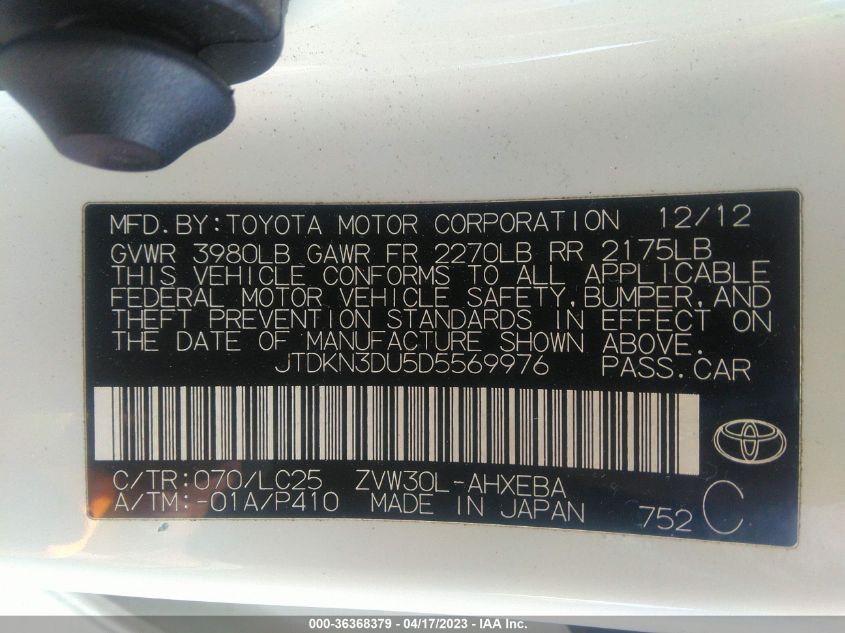 MFD.BY:TOYOTA MOTOR CORPORATION 12/12
GVWR 3980LB GAWR FR 2270LB RR 2175LB
THIS VEHICLE CONFORMS TO ALL APPLICABLE
FEDERAL MOTOR VEHICLE SAFETY,BUMPER,AND
THEFT PREVENTION STANDARDS IN EFFECT ON
THE DATE OF MANUFACTURE SHOWN ABOVE.
JTDKN3DU5D5569976 PASS.CAR
C/TR:070/LC25 ZVW30L-AHXEBA
A/TM:-01A/P410 MADE IN JAPAN 752 C
000-36368379 - 04/17/2023 - IAA Inc.